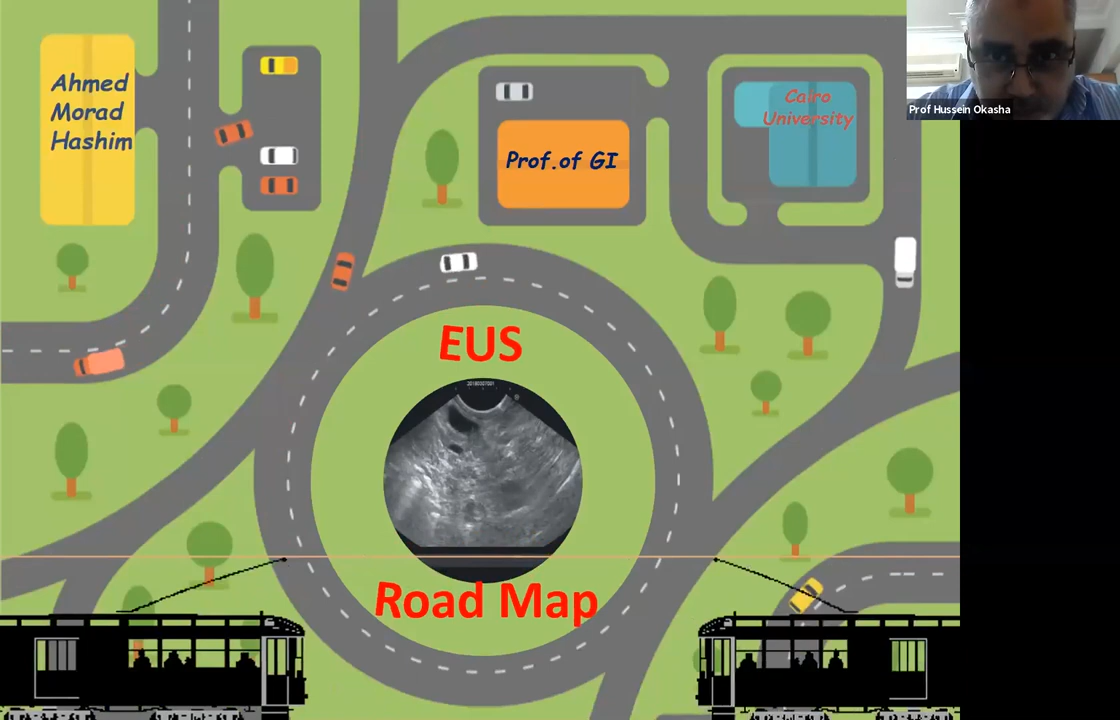 Ahmed
Morad
Hashim
Prof.of GI
Cairo
University
Prof Hussein Okasha
EUS
Road Map